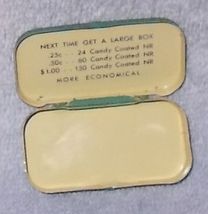 NEXT TIME GET A LARGE BOX
25c -- 24 Candy Coated NR
50c -- 60 Candy Coated NR
$1.00 -- 150 Candy Coated NR
MORE ECONOMICAL